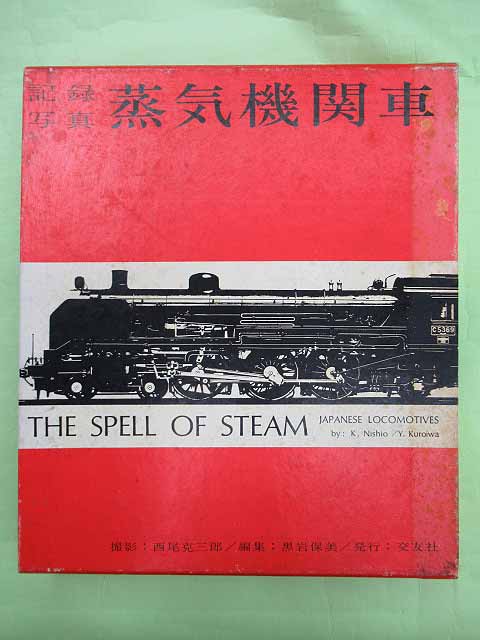 記録
写真
蒸気機関車
C5369
THE SPELL OF STEAM
JAPANESE LOCOMOTIVES
by: K. Nishio / Y. Kuroiwa
撮影:西尾克三郎/編集:黒岩保美/発行:交友社